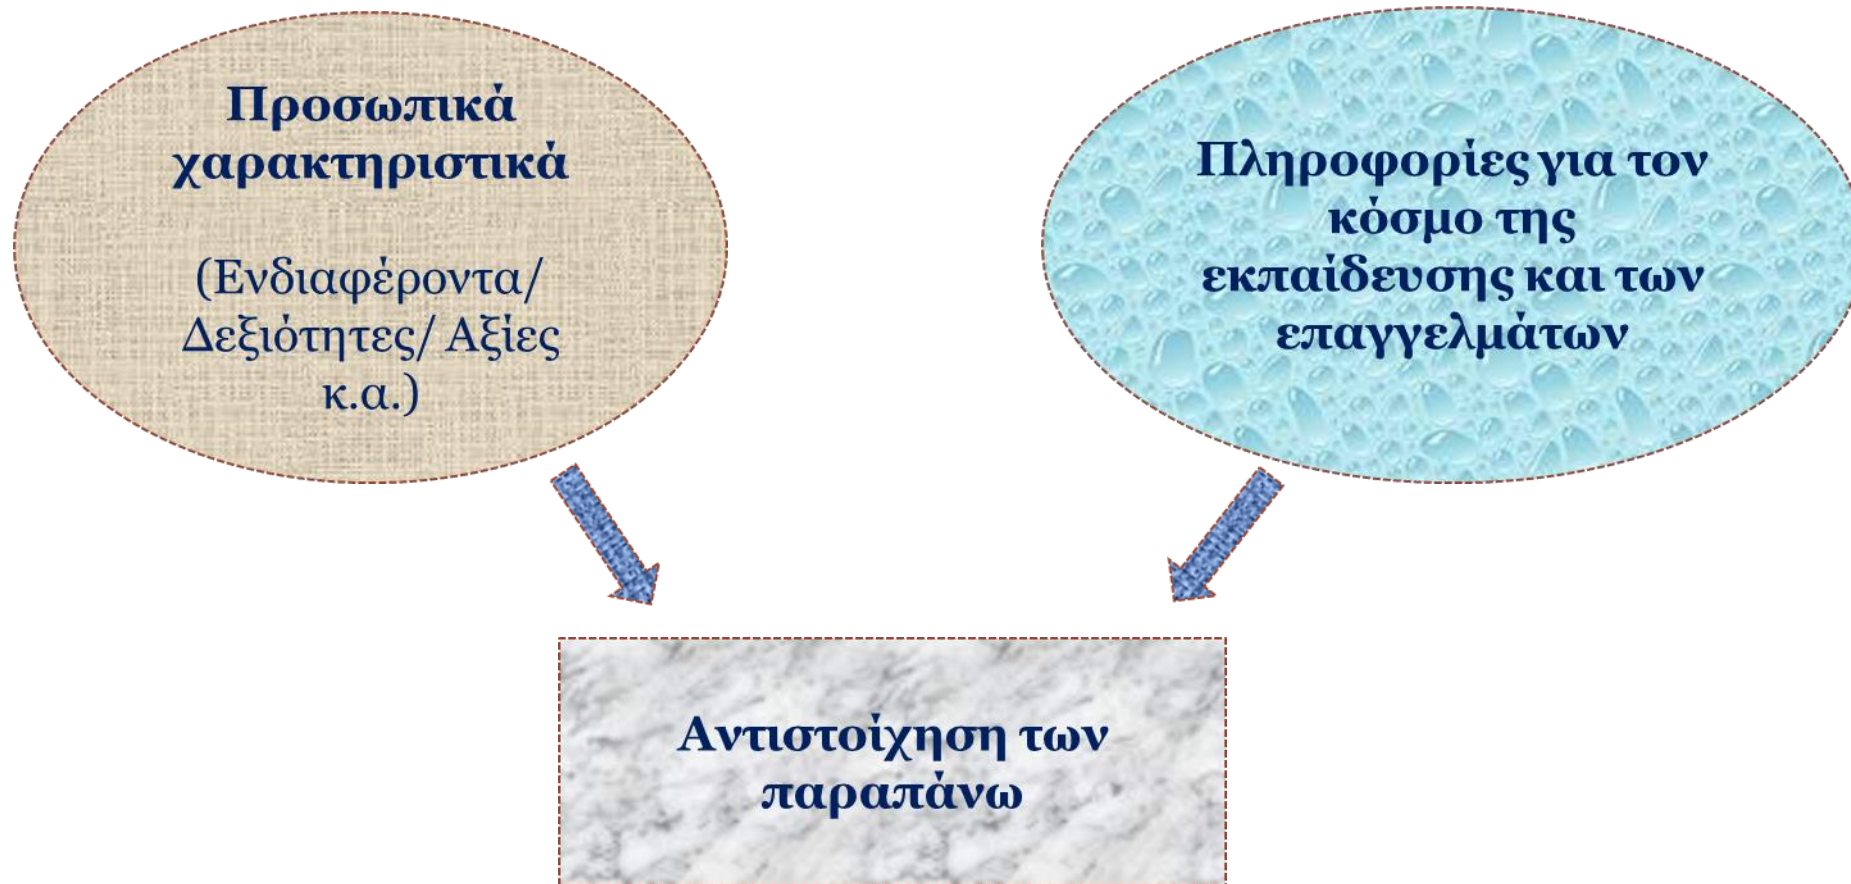 Προσωπικά
χαρακτηριστικά
(Ενδιαφέροντα/
Δεξιότητες/ Αξίες
κ.α.)
Πληροφορίες για τον
κόσμο της
εκπαίδευσης και των
επαγγελμάτων
Αντιστοίχηση των
παραπάνω